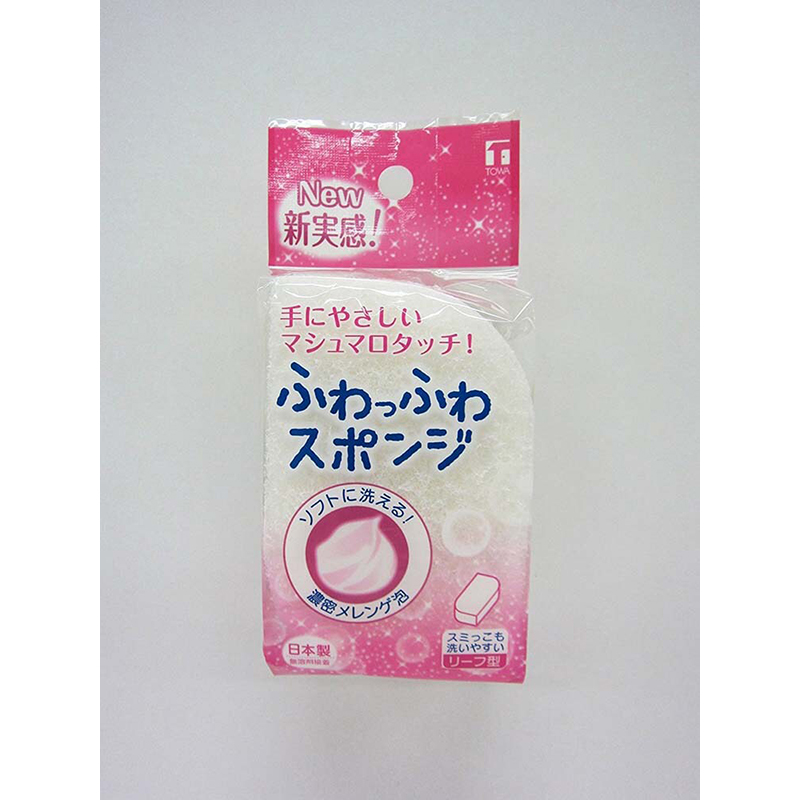 TOWA
New
新実感!
手にやさしい
マシュマロタッチ!
ふわっふわ
スポンジ
ソフトに洗える!
濃密メレンゲ泡
スミっこも
洗いやすい
リーフ型
日本製